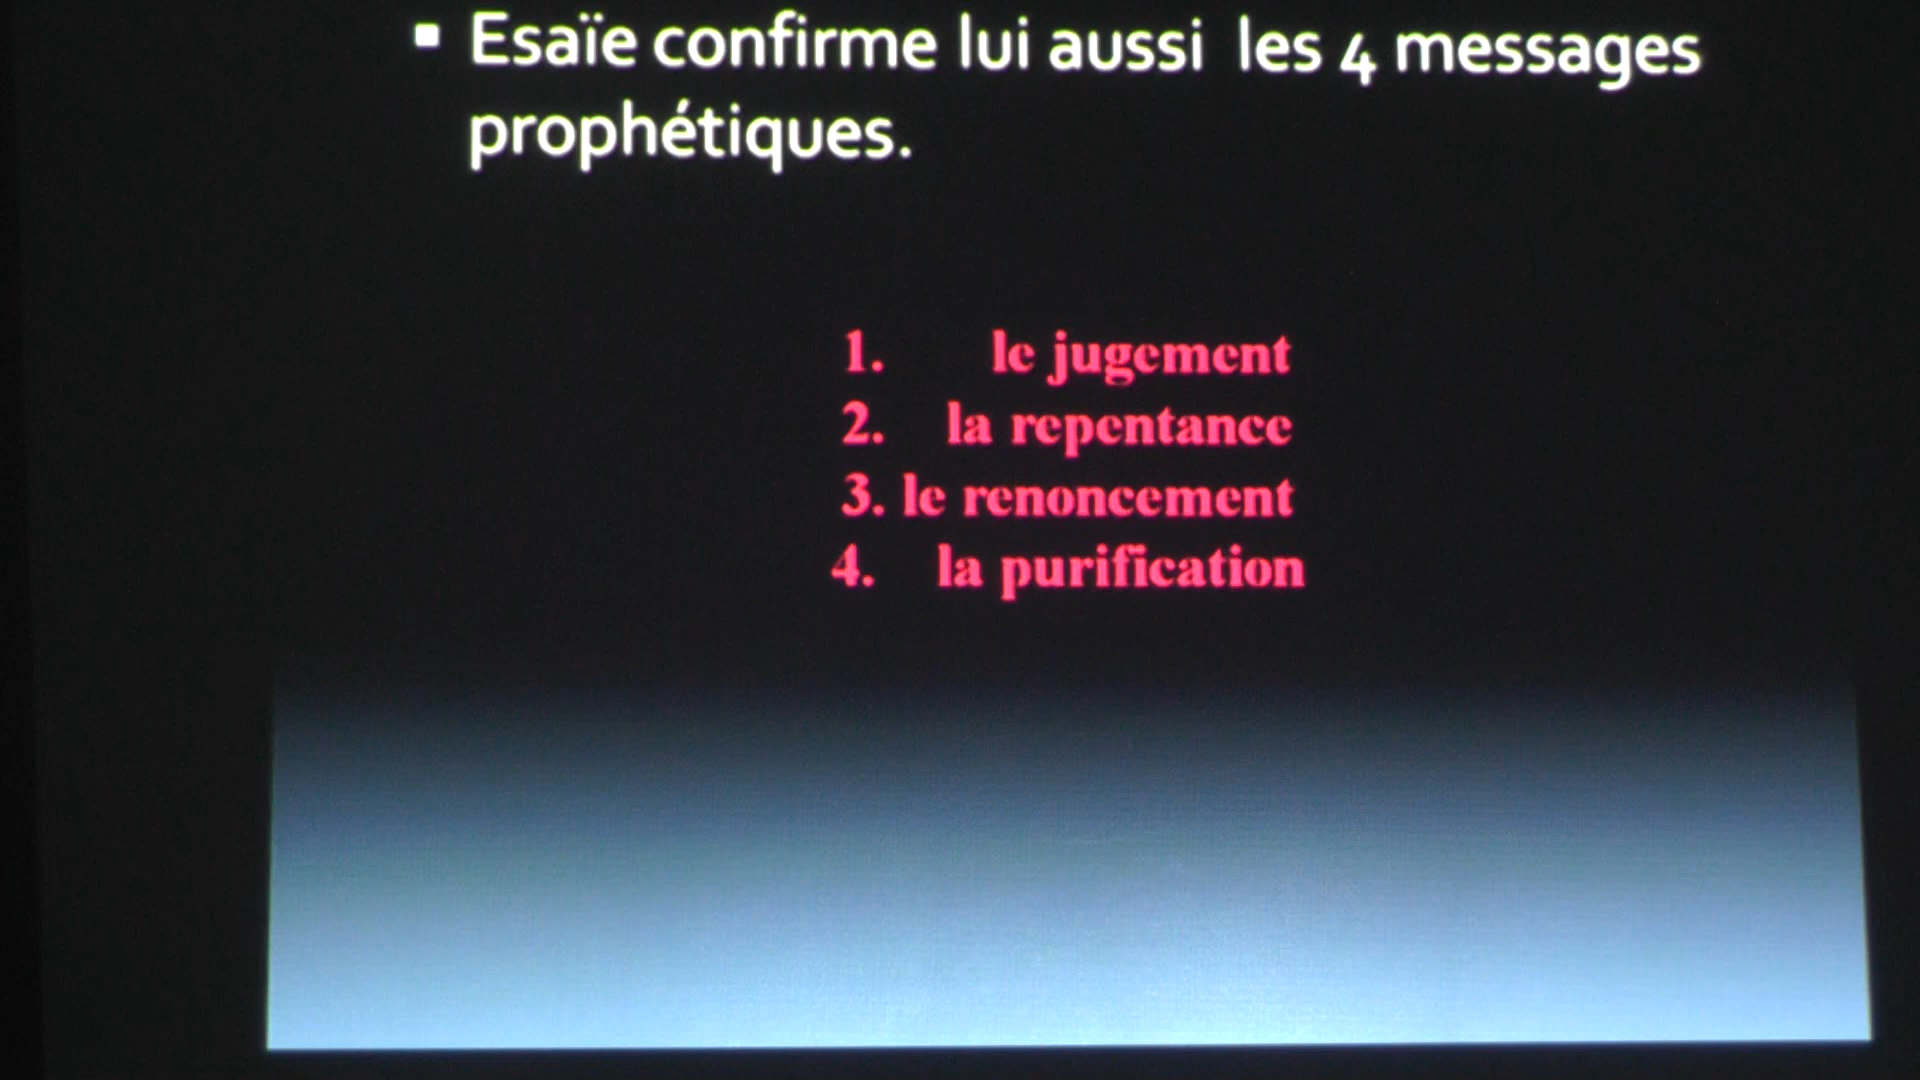 ▪ Esaïe confirme lui aussi les 4 messages
prophétiques.
1. le jugement
2. la repentance
3. le renoncement
4. la purification